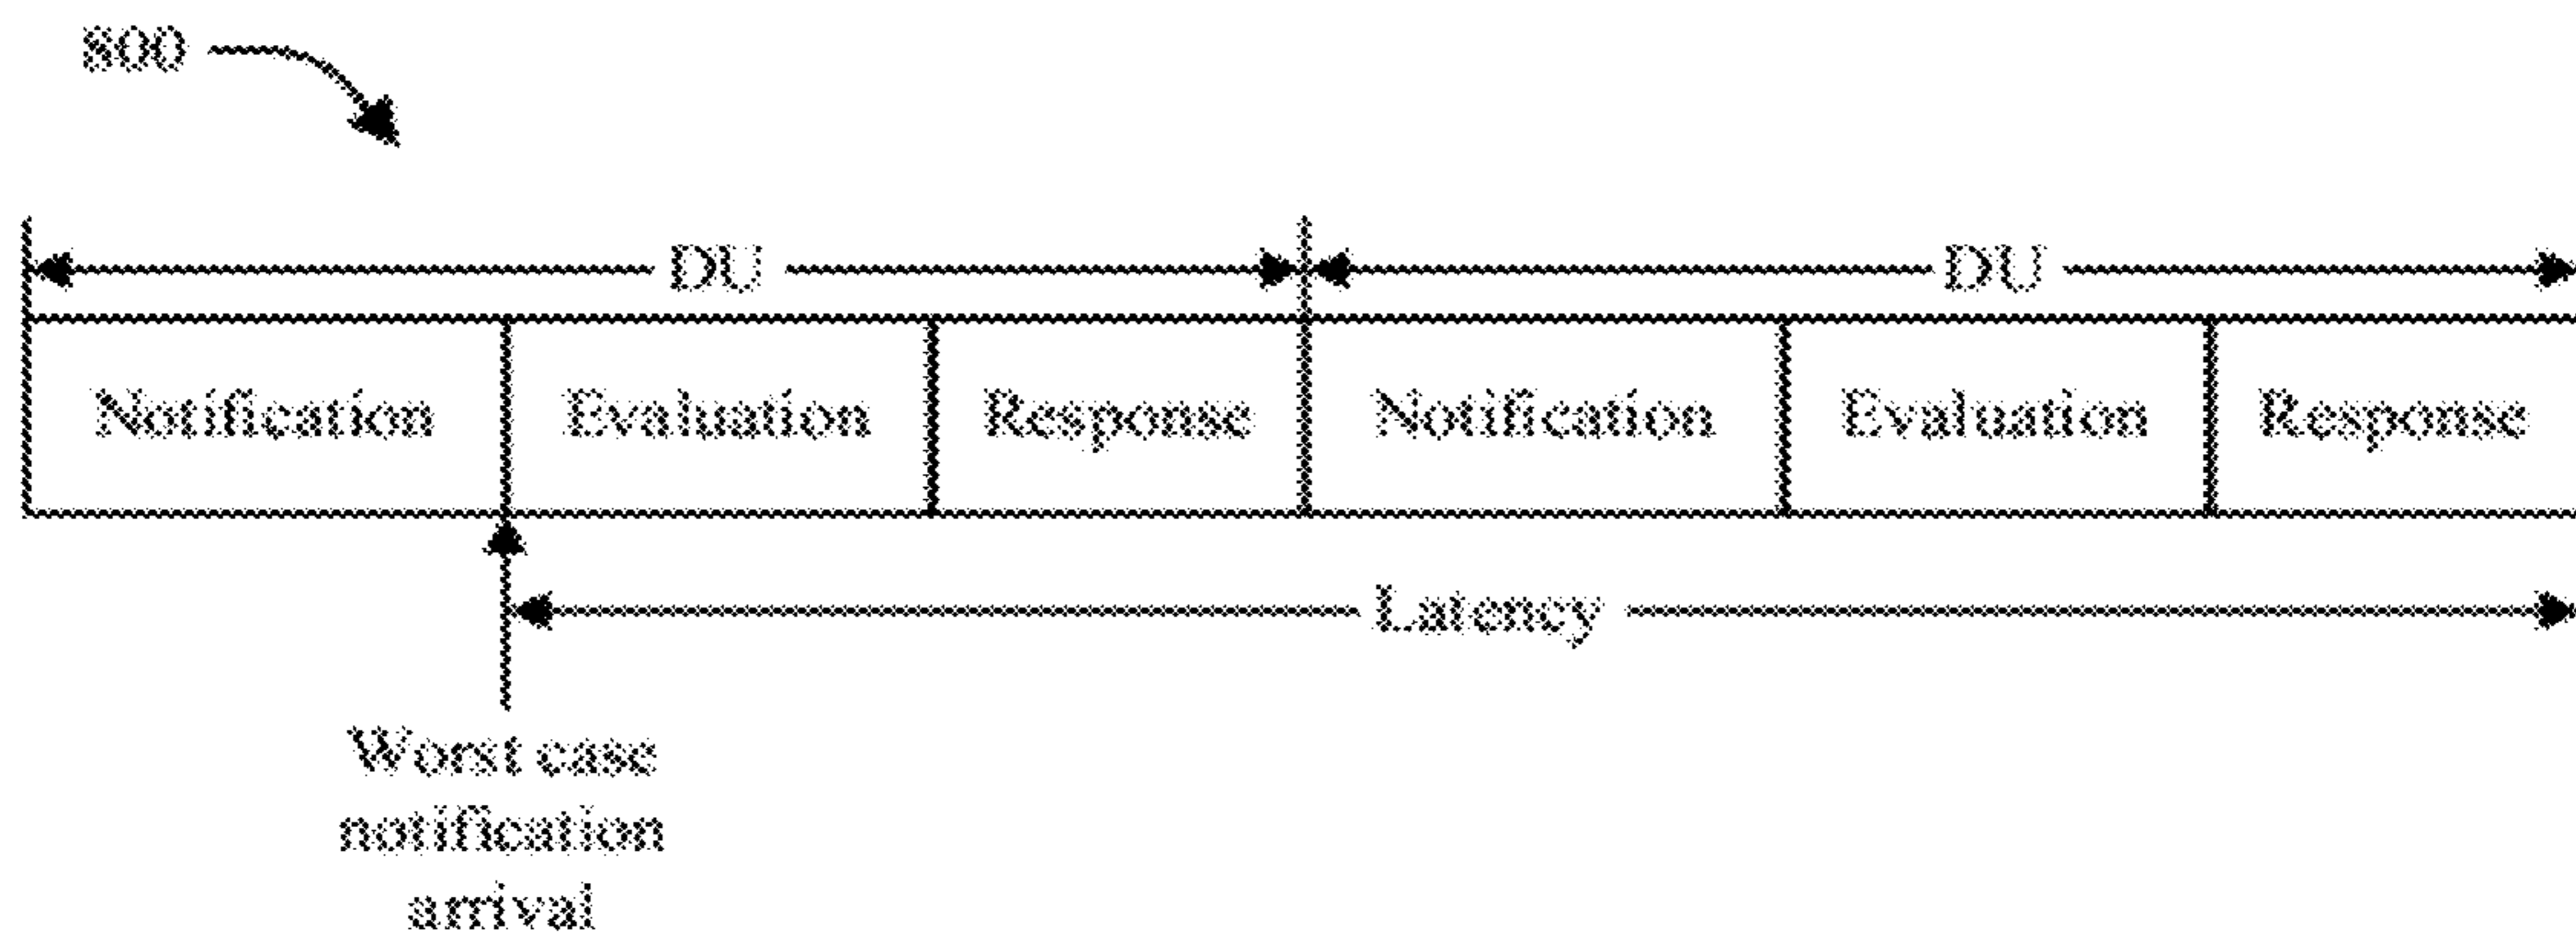 800
DU DU
Notification Evaluation Response Notification Evaluation Response
Latency
Worst case
notification
arrival